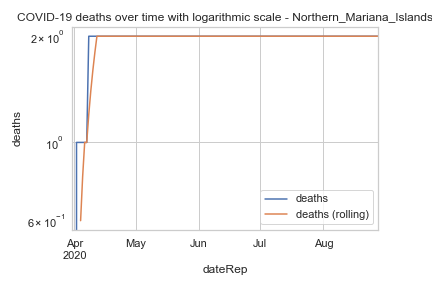 COVID-19 deaths over time with logarithmic scale - Northern_Mariana_Islands
2 × 10⁰
10⁰
6 × 10⁻¹
deaths
deaths
deaths (rolling)
Apr May Jun Jul Aug
2020
dateRep